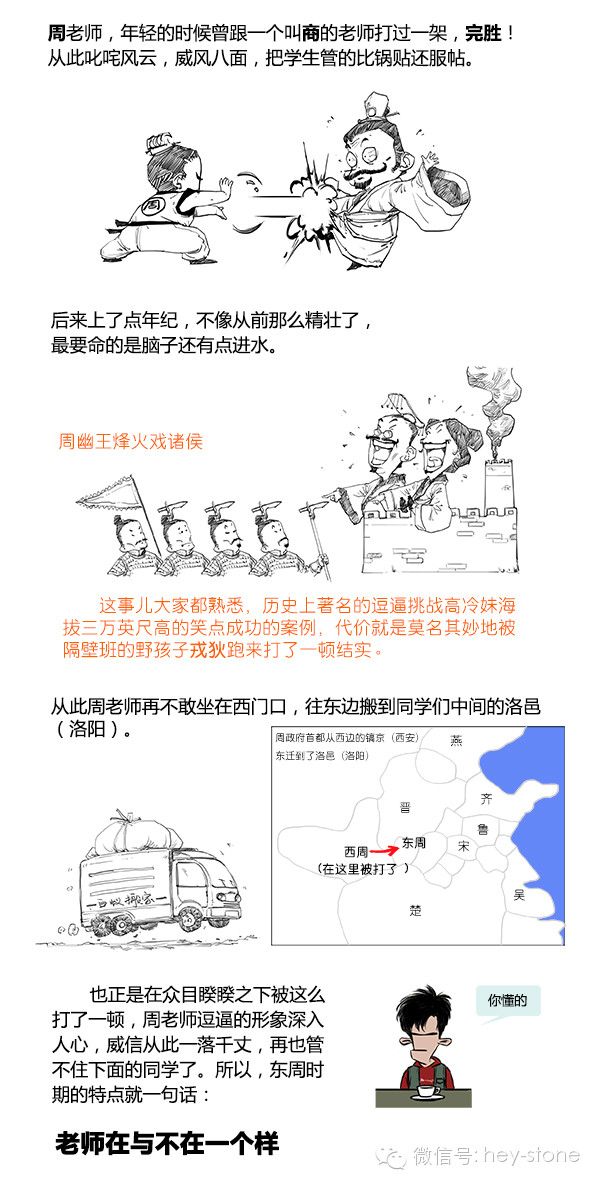 周老师，年轻的时候曾跟一个叫商的老师打过一架，完胜！
从此叱咤风云，威风八面，把学生管的比锅贴还服帖。
周
后来上了点年纪，不像从前那么精壮了，
最要命的是脑子还有点进水。
周幽王烽火戏诸侯
这事儿大家都熟悉，历史上著名的逗逼挑战高冷妹海
拔三万英尺高的笑点成功的案例，代价就是莫名其妙地被
隔壁班的野孩子戎狄跑来打了一顿结实。
从此周老师再不敢坐在西门口，往东边搬到同学们中间的洛邑
（洛阳）。
周政府首都从西边的镐京（西安）
东迁到了洛邑（洛阳）
燕
晋
齐
鲁
宋
东周
西周
(在这里被打了 )
楚
吴
白蚁搬家
也正是在众目睽睽之下被这么
打了一顿，周老师逗逼的形象深入
人心，威信从此一落千丈，再也管
不住下面的同学了。所以，东周时
期的特点就一句话：
你懂的
老师在与不在一个样
微信号: hey-stone